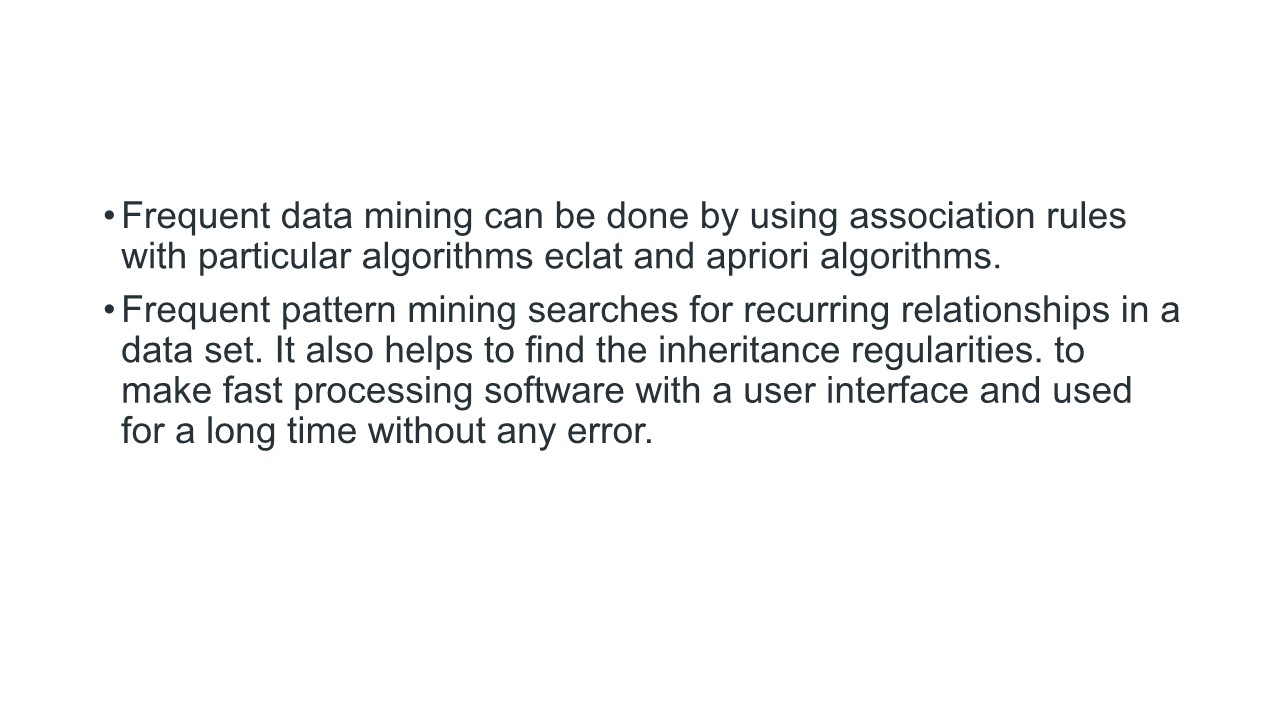 • Frequent data mining can be done by using association rules
with particular algorithms eclat and apriori algorithms.
• Frequent pattern mining searches for recurring relationships in a
data set. It also helps to find the inheritance regularities. to
make fast processing software with a user interface and used
for a long time without any error.